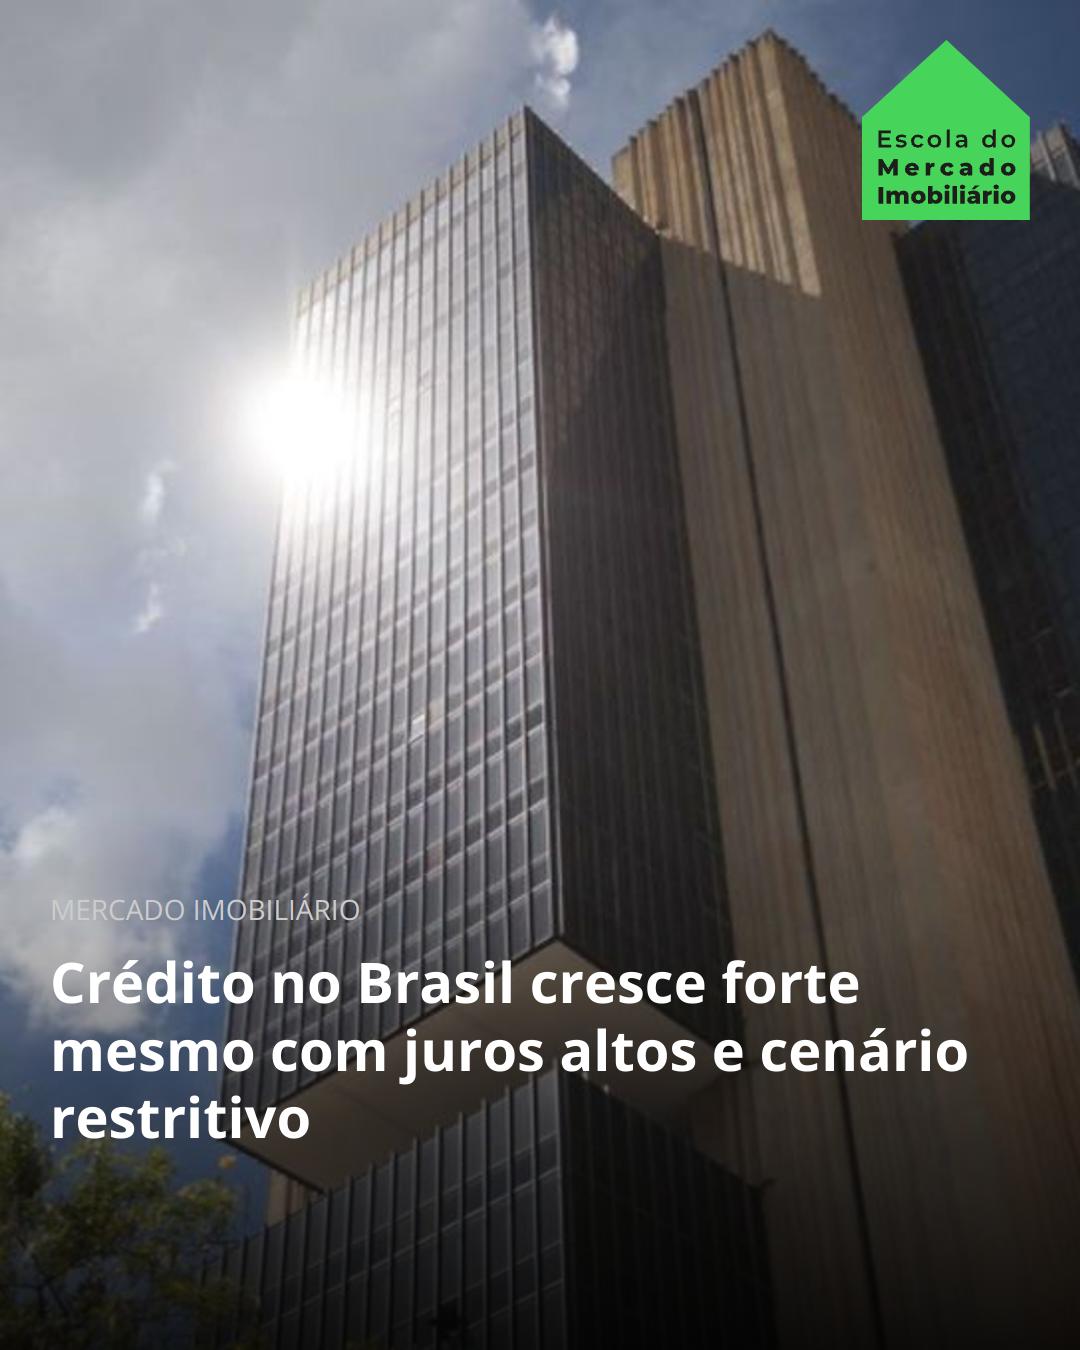 Escola do
Mercado
Imobiliário
MERCADO IMOBILIÁRIO
Crédito no Brasil cresce forte
mesmo com juros altos e cenário
restritivo